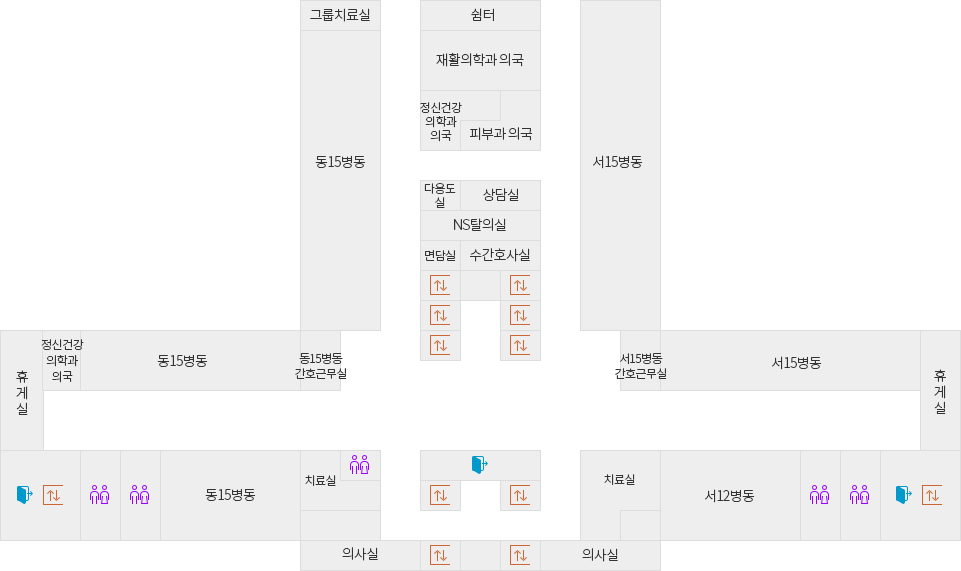 그룹치료실
쉼터
재활의학과 의국
정신건강
의학과
의국
피부과 의국
동15병동
서15병동
다용도
실
상담실
NS탈의실
면담실
수간호사실
휴
게
실
정신건강
의학과
의국
동15병동
동15병동
간호근무실
서15병동
간호근무실
서15병동
휴
게
실
동15병동
치료실
치료실
서12병동
의사실
의사실